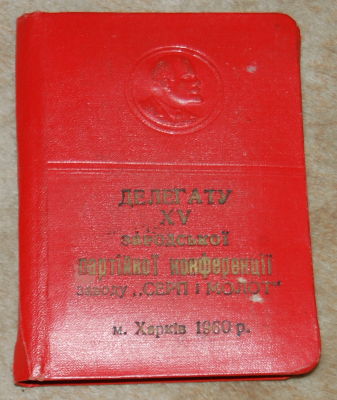 ДЕЛЕГАТУ
XV
заводської
партійної конференції
заводу „СЕРП І МОЛОТ"
м. Харків 1960 р.